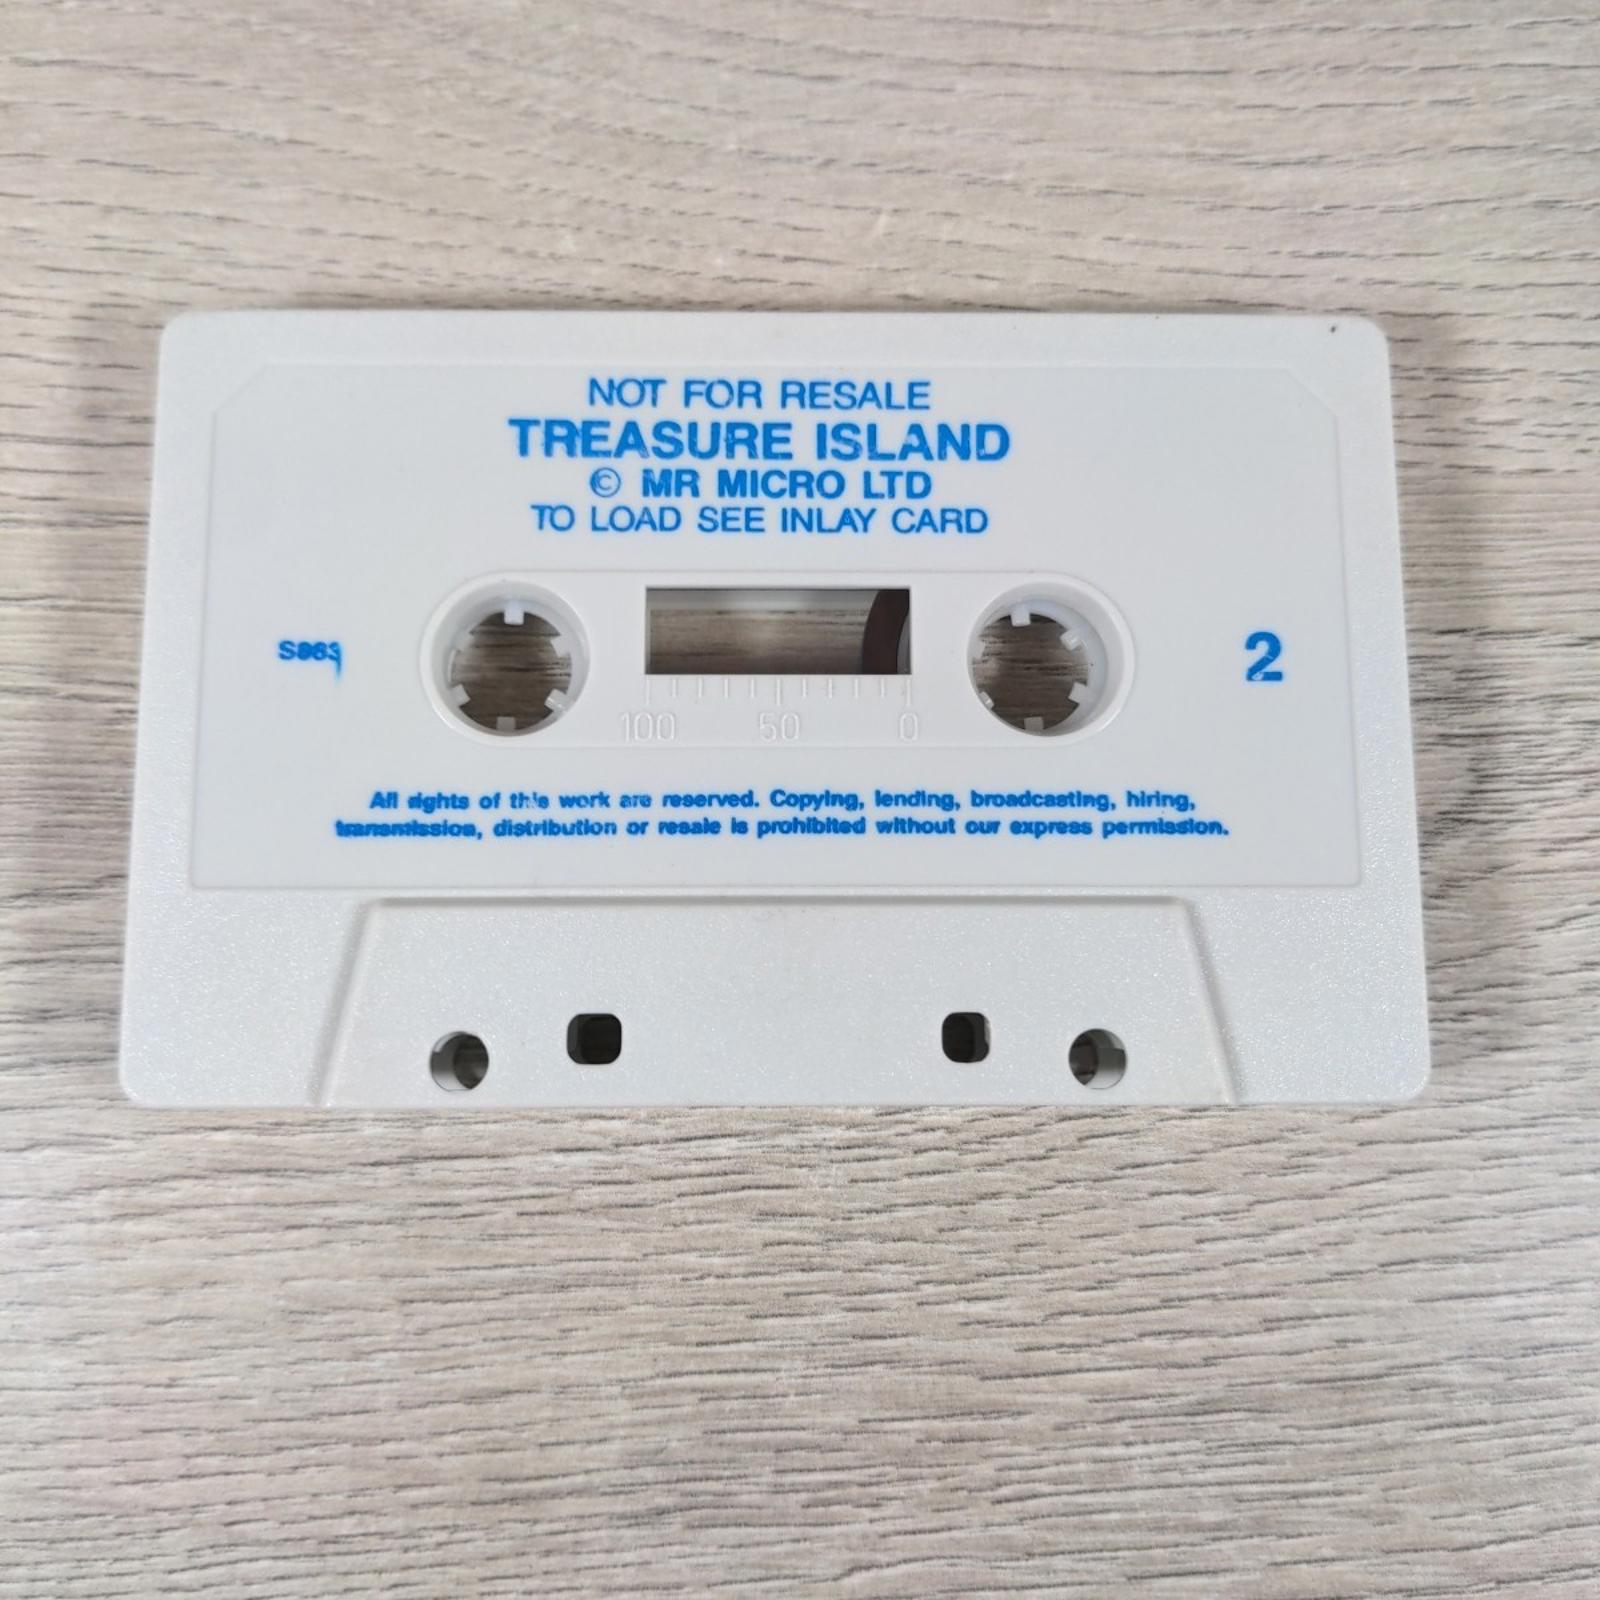 NOT FOR RESALE
TREASURE ISLAND
© MR MICRO LTD
TO LOAD SEE INLAY CARD
2
100 50 0
All rights of this work are reserved. Copying, lending, broadcasting, hiring,
transmission, distribution or resale is prohibited without our express permission.